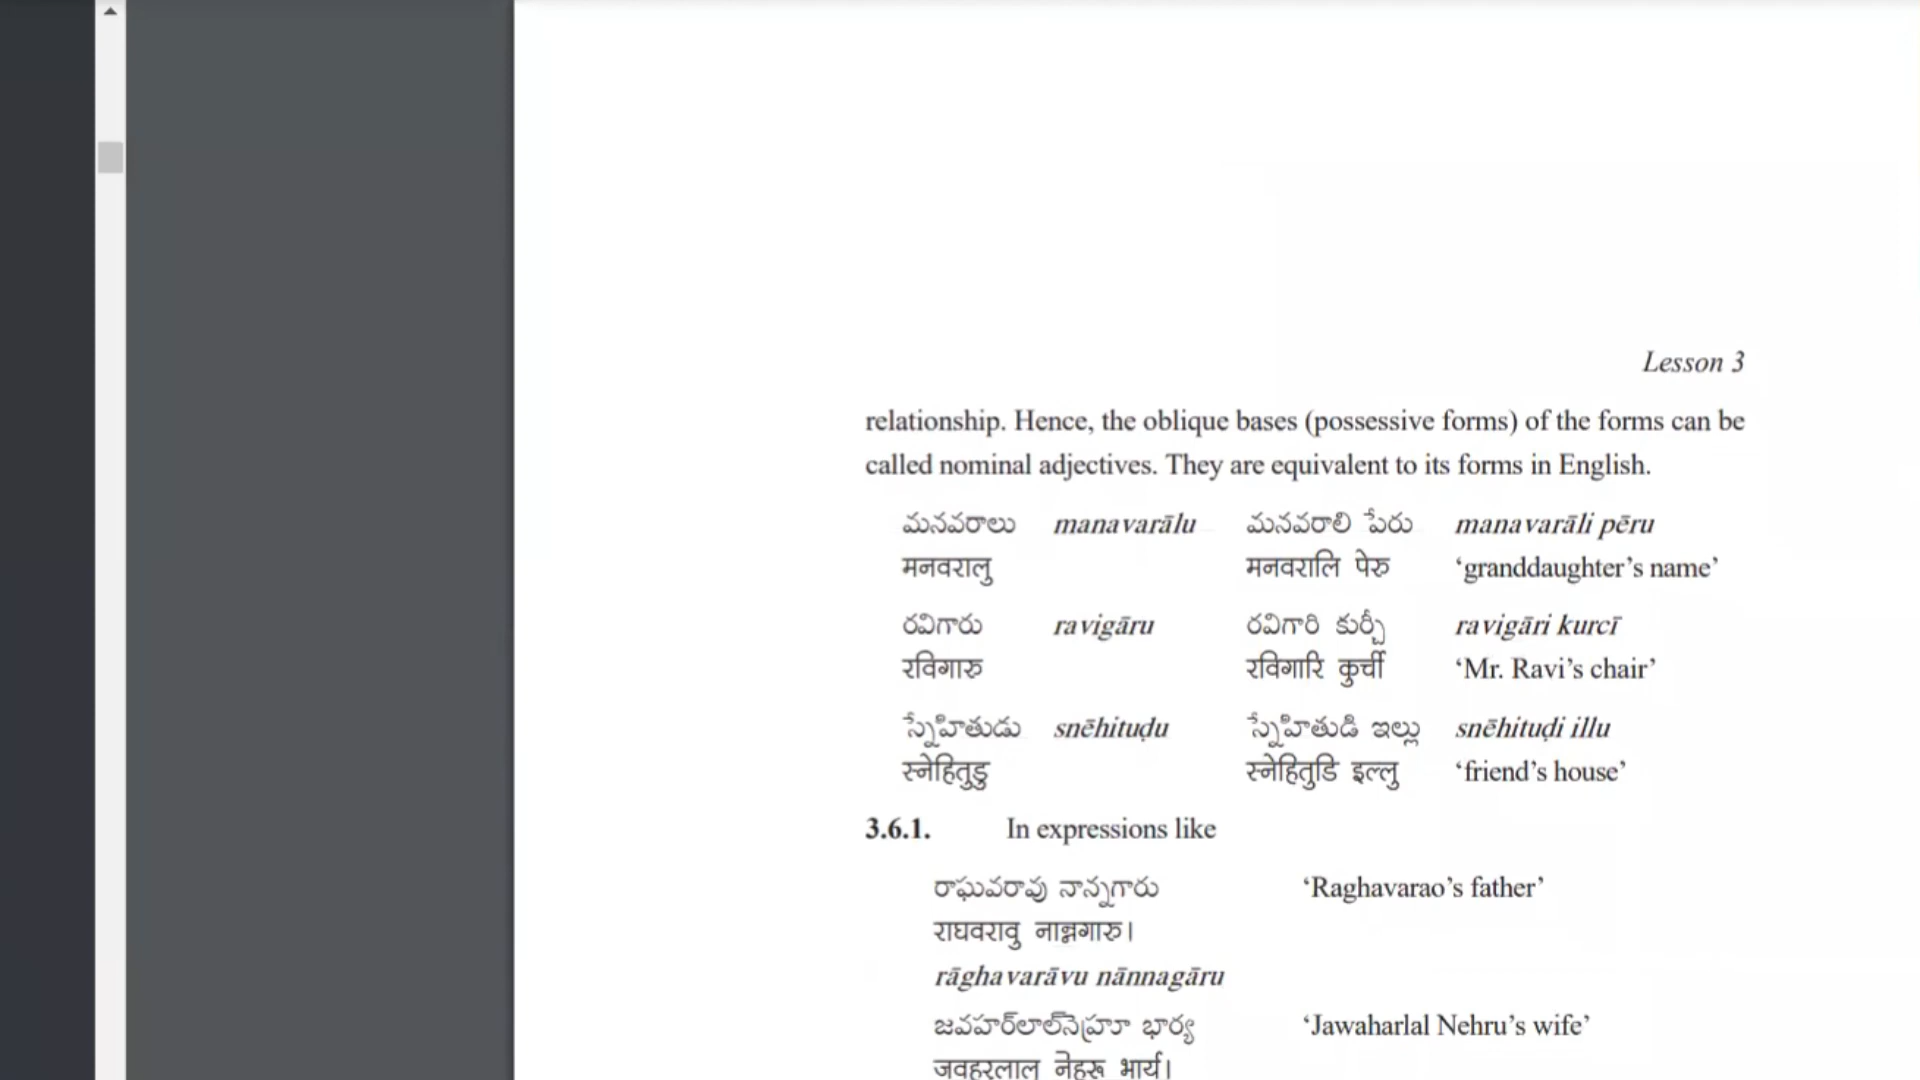 Lesson 3
relationship. Hence, the oblique bases (possessive forms) of the forms can be
called nominal adjectives. They are equivalent to its forms in English.
మనవరాలు manavarālu మనవరాలి పేరు manavarāli pēru
मनवरालु मनवरालि पेरु ‘granddaughter’s name’
రవిగారు ravigāru రవిగారి కుర్చీ ravigāri kurcī
रविगारु रविगारि कुर्ची ‘Mr. Ravi’s chair’
స్నేహితుడు snēhituḍu స్నేహితుడి ఇల్లు snēhituḍi illu
स्नेहितुडु स्नेहितुडि इल्लु ‘friend’s house’
3.6.1. In expressions like
రాఘవరావు నాన్నగారు ‘Raghavarao’s father’
राघवरावु नान्नगारु।
rāghavarāvu nānnagāru
జవహర్‌లాల్‌నెహ్రూ భార్య ‘Jawaharlal Nehru’s wife’
जवहरलाल नेहरू भार्य।